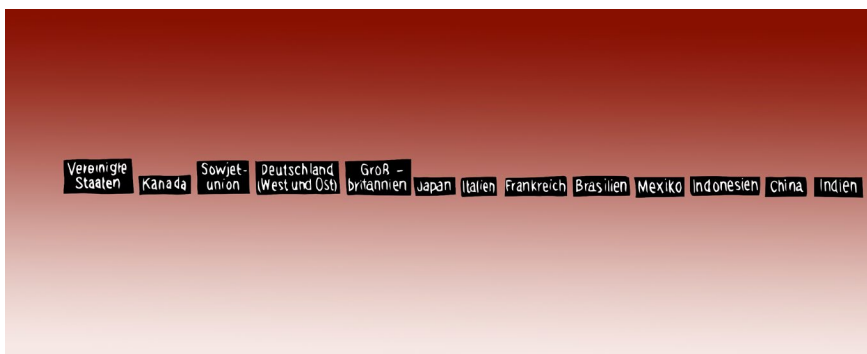 Vereinigte
Staaten
Kanada
Sowjet-
union
Deutschland
(West und Ost)
Groß-
britannien
Japan
Italien
Frankreich
Brasilien
Mexiko
Indonesien
China
Indien